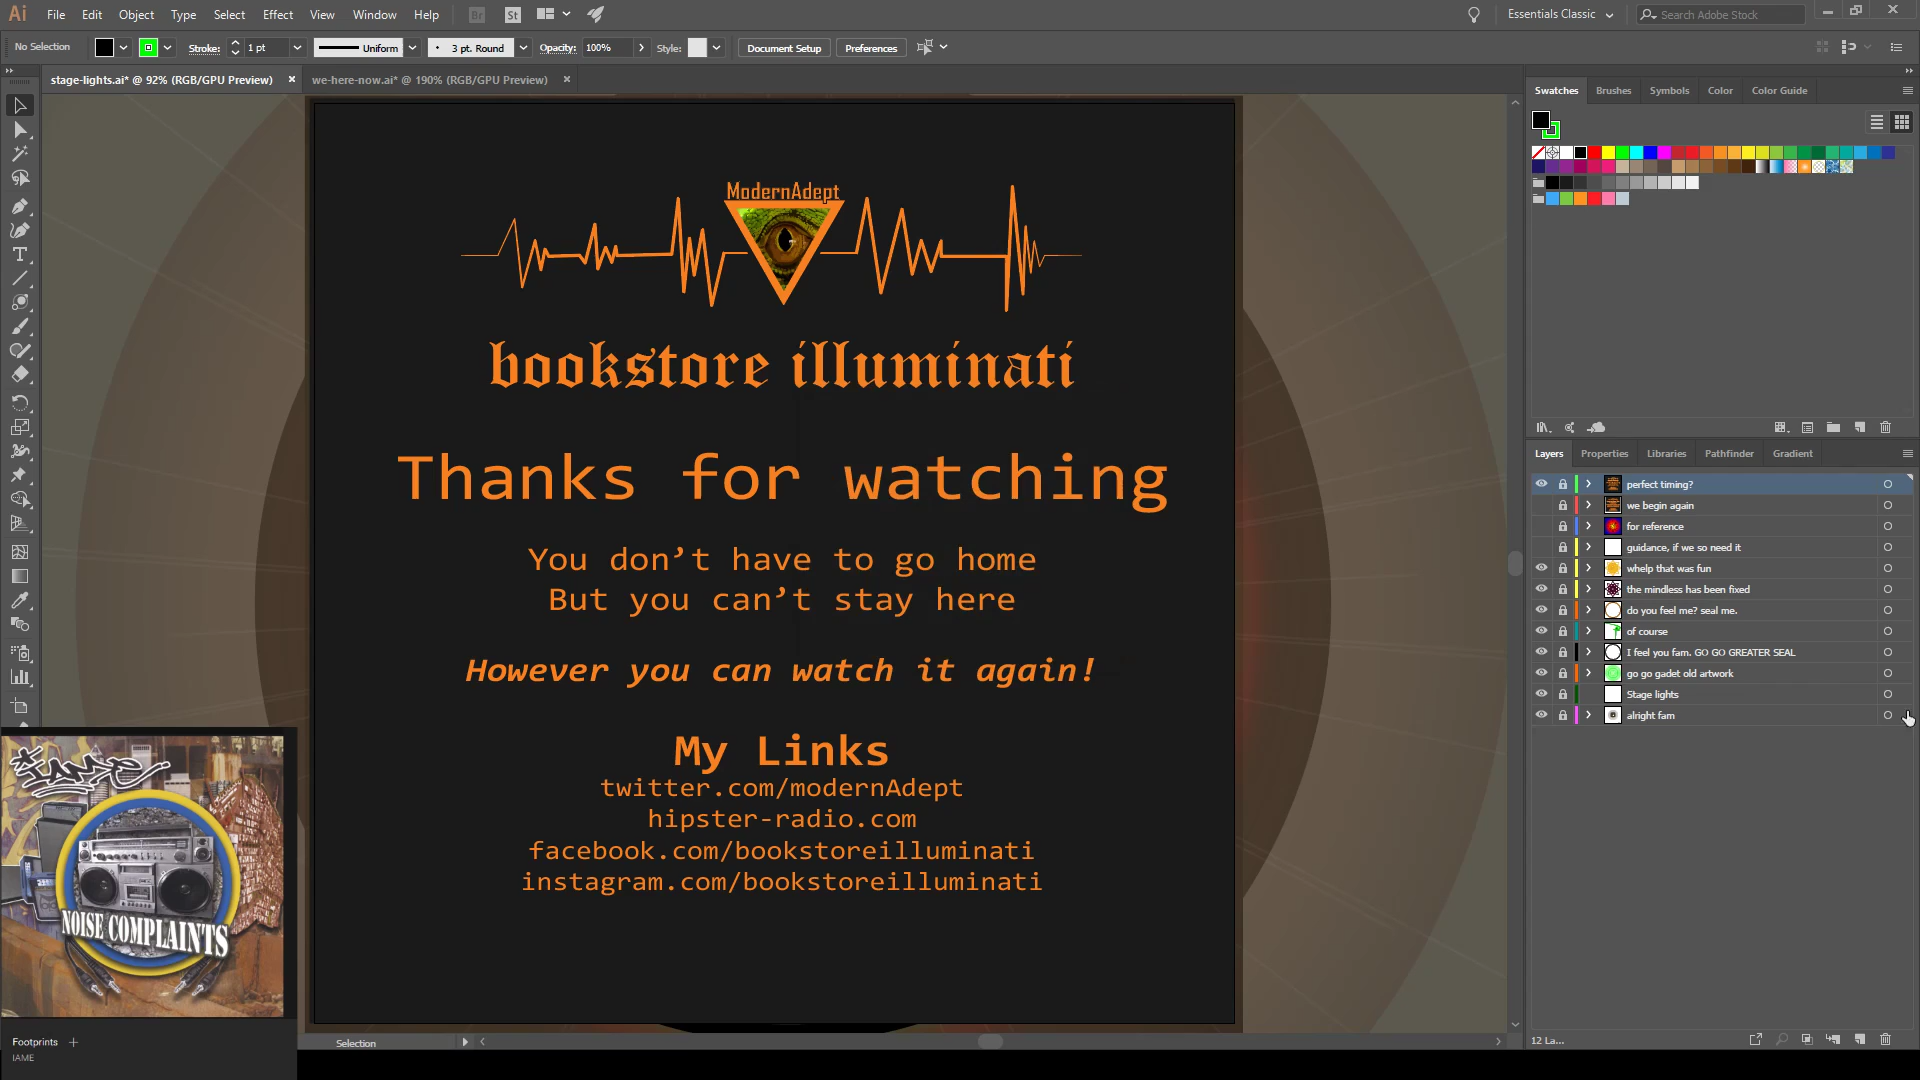 Ai File Edit Object Type Select Effect View Window Help Br St Essentials Classic Search Adobe Stock
No Selection Stroke: 1 pt Uniform 3 pt. Round Opacity: 100% Style: Document Setup Preferences
stage-lights.ai* @ 92% (RGB/GPU Preview) × we-here-now.ai* @ 190% (RGB/GPU Preview) ×
Swatches Brushes Symbols Color Color Guide
ModernAdept
bookstore illuminati
Thanks for watching
You don’t have to go home
But you can’t stay here
However you can watch it again!
My Links
twitter.com/modernAdept
hipster-radio.com
facebook.com/bookstoreilluminati
instagram.com/bookstoreilluminati
Layers Properties Libraries Pathfinder Gradient
perfect timing?
we begin again
for reference
guidance, if we so need it
whelp that was fun
the mindless has been fixed
do you feel me? seal me.
of course
I feel you fam. GO GO GREATER SEAL
go go gadet old artwork
Stage lights
alright fam
IAME
NOISE COMPLAINTS
Footprints +
IAME
Selection
12 La...